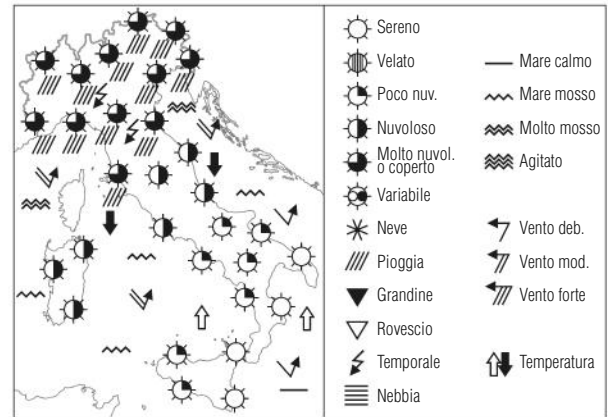 Sereno
Velato
Poco nuv.
Nuvoloso
Molto nuvol.
o coperto
Variabile
Neve
Pioggia
Grandine
Rovescio
Temporale
Nebbia
Mare calmo
Mare mosso
Molto mosso
Agitato
Vento deb.
Vento mod.
Vento forte
Temperatura